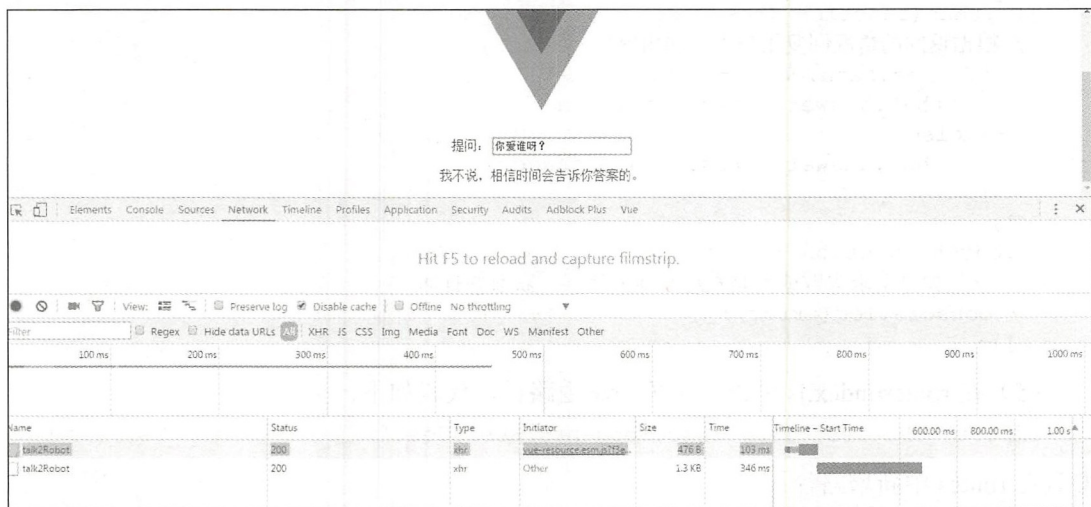 提问： 你爱谁呀？
我不说，相信时间会告诉你答案的。
Elements Console Sources Network Timeline Profiles Application Security Audits Adblock Plus Vue
Hit F5 to reload and capture filmstrip.
View: Preserve log Disable cache Offline No throttling
Filter Regex Hide data URLs All XHR JS CSS Img Media Font Doc WS Manifest Other
100 ms 200 ms 300 ms 400 ms 500 ms 600 ms 700 ms 800 ms 900 ms 1000 ms
Name Status Type Initiator Size Time Timeline – Start Time 600.00 ms 800.00 ms 1.00 s
talk2Robot 200 xhr 476 B 103 ms
talk2Robot 200 xhr Other 1.3 KB 346 ms